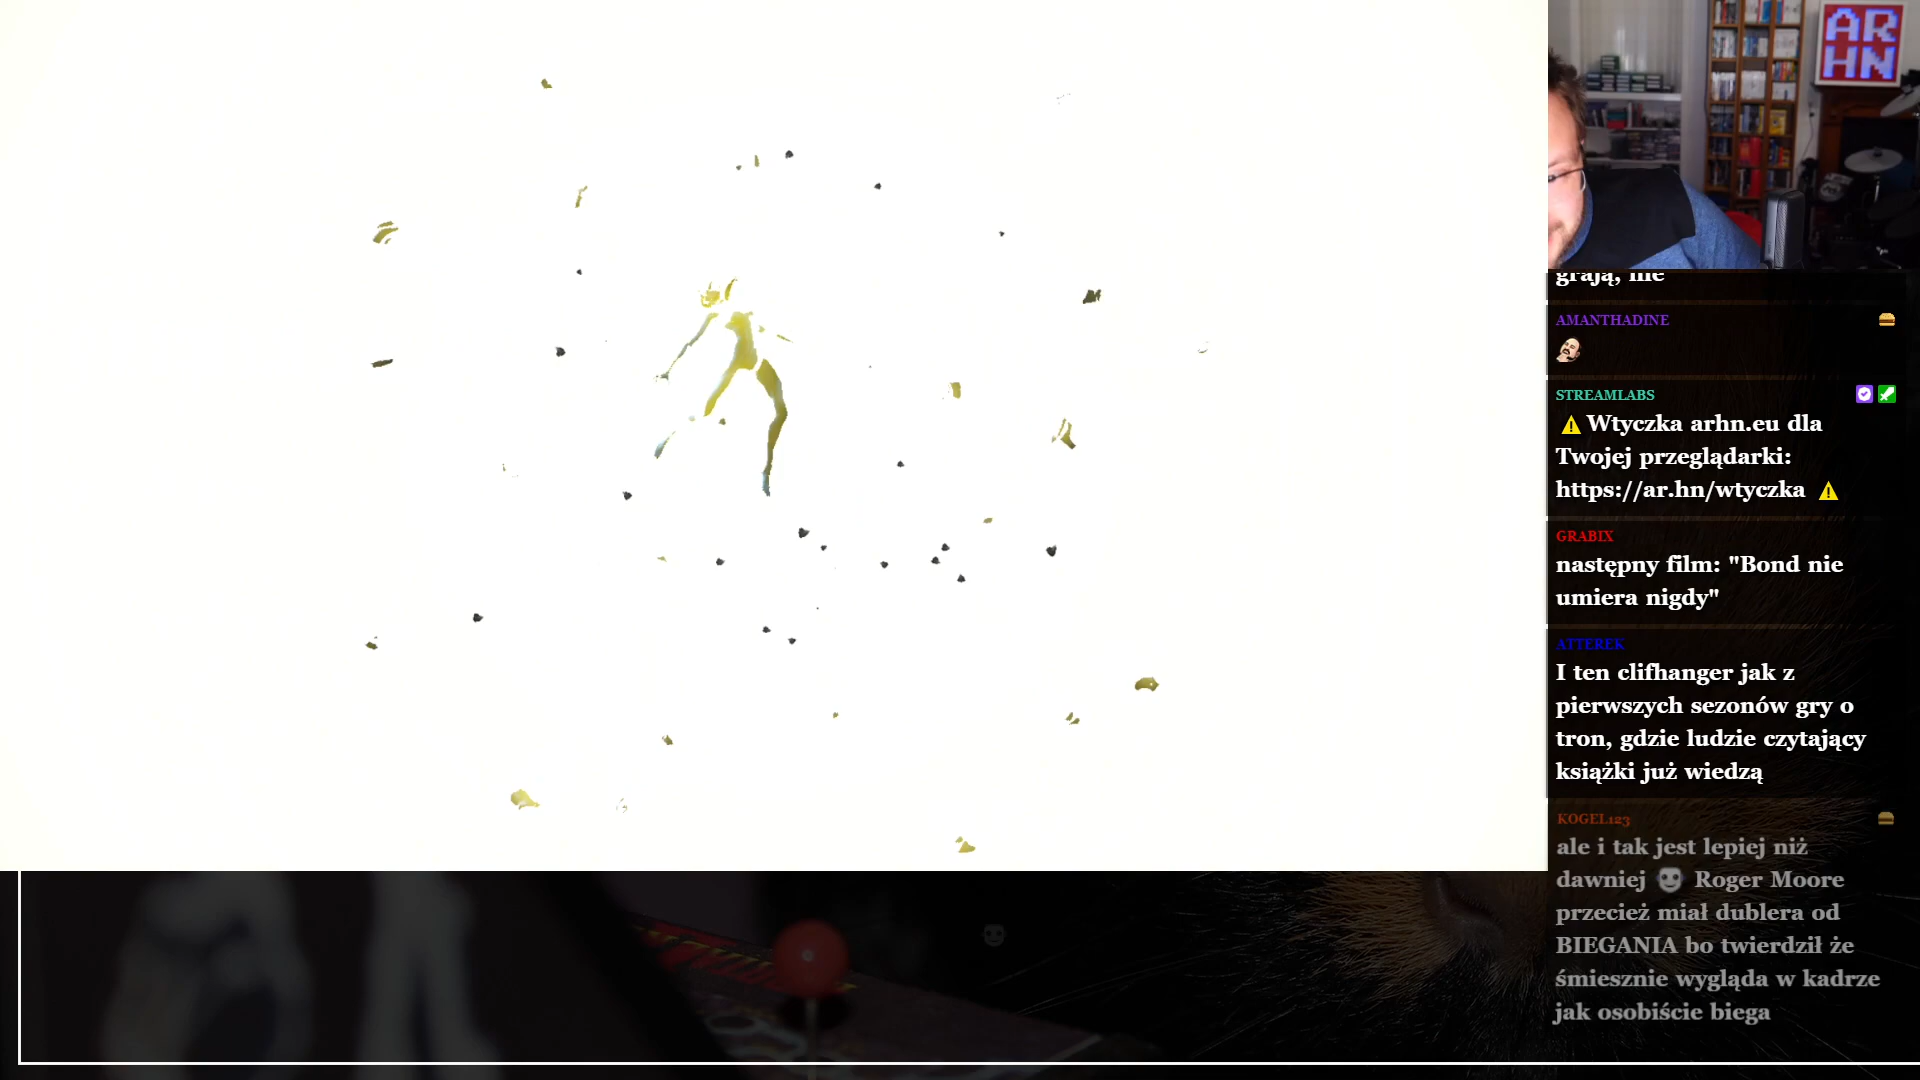 AR
HN
grają, nie
AMANTHADINE
STREAMLABS
Wtyczka arhn.eu dla
Twojej przeglądarki:
https://ar.hn/wtyczka
GRABIX
następny film: "Bond nie
umiera nigdy"
ATTEREK
I ten clifhanger jak z
pierwszych sezonów gry o
tron, gdzie ludzie czytający
książki już wiedzą
KOGEL123
ale i tak jest lepiej niż
dawniej Roger Moore
przecież miał dublera od
BIEGANIA bo twierdził że
śmiesznie wygląda w kadrze
jak osobiście biega